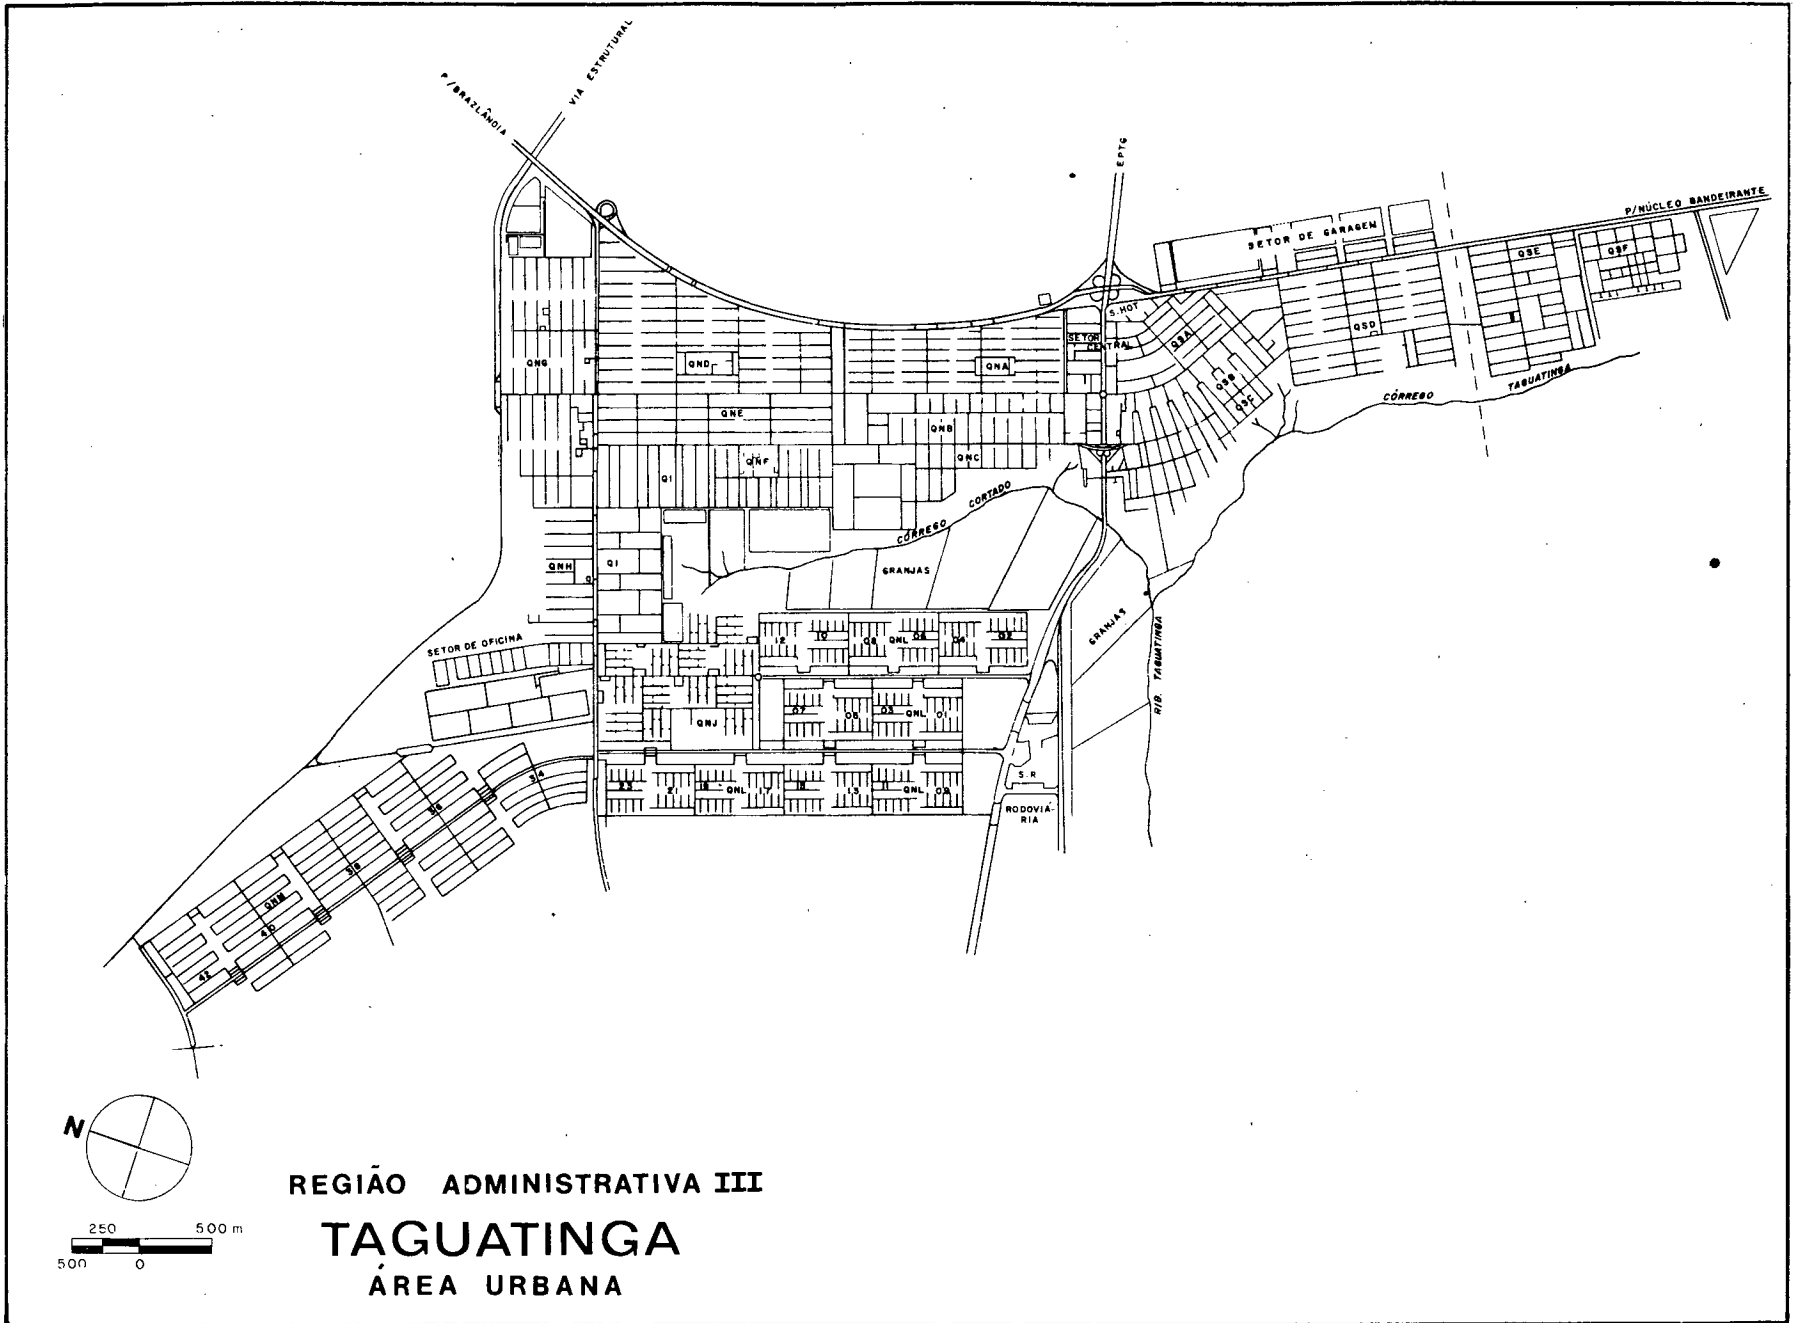 P/BRAZLÂNDIA
VIA ESTRUTURAL
EPTG
P/NÚCLEO BANDEIRANTE
SETOR DE GARAGEM
QSE
QSF
S. HOT
SETOR
CENTRAL
QSA
QSD
QNG
QND
QNA
QSB
QSC
CÓRREGO
TAGUATINGA
QNE
QNB
QNF
QNC
QI
CÓRREGO CORTADO
QNH
QI
GRANJAS
GRANJAS
RIB. TAGUATINGA
SETOR DE OFICINA
12
10
08
QNL
06
04
02
QNJ
07
05
03
QNL
01
S.R
RODOVIÁ-
RIA
34
23
21
19
QNL
17
15
13
11
QNL
09
36
38
QNM
40
42
N
250 500 m
500 0
REGIÃO ADMINISTRATIVA III
TAGUATINGA
ÁREA URBANA